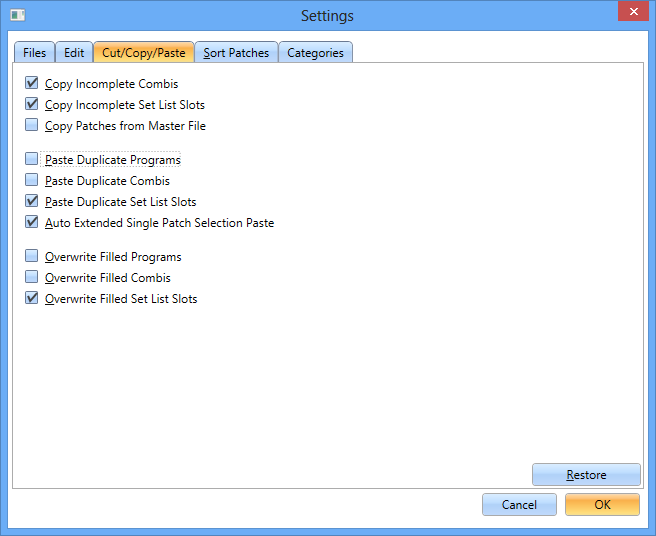 Settings
Files Edit Cut/Copy/Paste Sort Patches Categories
Copy Incomplete Combis
Copy Incomplete Set List Slots
Copy Patches from Master File
Paste Duplicate Programs
Paste Duplicate Combis
Paste Duplicate Set List Slots
Auto Extended Single Patch Selection Paste
Overwrite Filled Programs
Overwrite Filled Combis
Overwrite Filled Set List Slots
Restore
Cancel OK